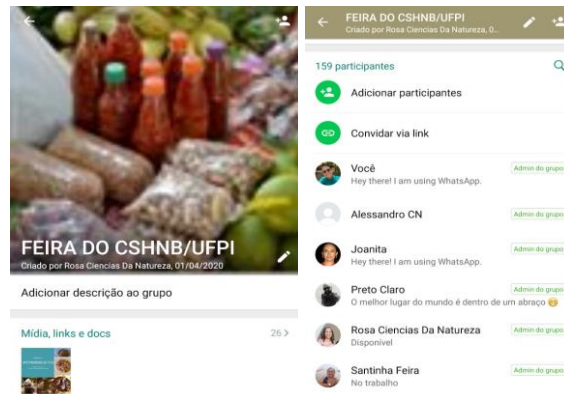 FEIRA DO CSHNB/UFPI
Criado por Rosa Ciencias Da Natureza, 01/04/2020
Adicionar descrição ao grupo
Mídia, links e docs
26 >
FEIRA DO CSHNB/UFPI
Criado por Rosa Ciencias Da Natureza, 0...
159 participantes
Adicionar participantes
Convidar via link
Você
Admin do grupo
Hey there! I am using WhatsApp.
Alessandro CN
Admin do grupo
Joanita
Admin do grupo
Hey there! I am using WhatsApp.
Preto Claro
Admin do grupo
O melhor lugar do mundo é dentro de um abraço
Rosa Ciencias Da Natureza
Admin do grupo
Disponível
Santinha Feira
Admin do grupo
No trabalho